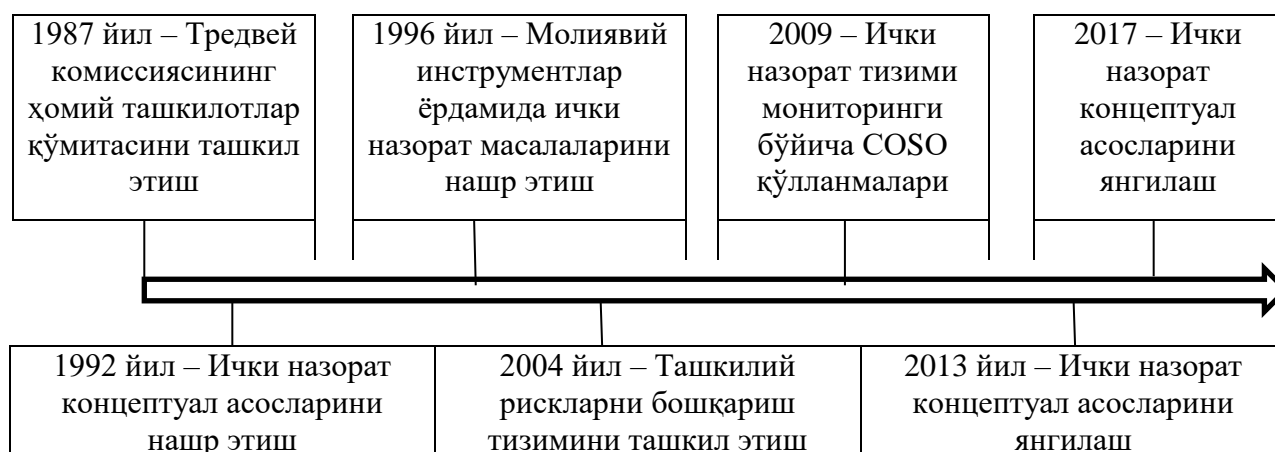 1987 йил – Тредвей
комиссиясининг
ҳомий ташкилотлар
қўмитасини ташкил
этиш
1996 йил – Молиявий
инструментлар
ёрдамида ички
назорат масалаларини
нашр этиш
2009 – Ички
назорат тизими
мониторинги
бўйича COSO
қўлланмалари
2017 – Ички
назорат
концептуал
асосларини
янгилаш
1992 йил – Ички назорат
концептуал асосларини
нашр этиш
2004 йил – Ташкилий
рискларни бошқариш
тизимини ташкил этиш
2013 йил – Ички назорат
концептуал асосларини
янгилаш